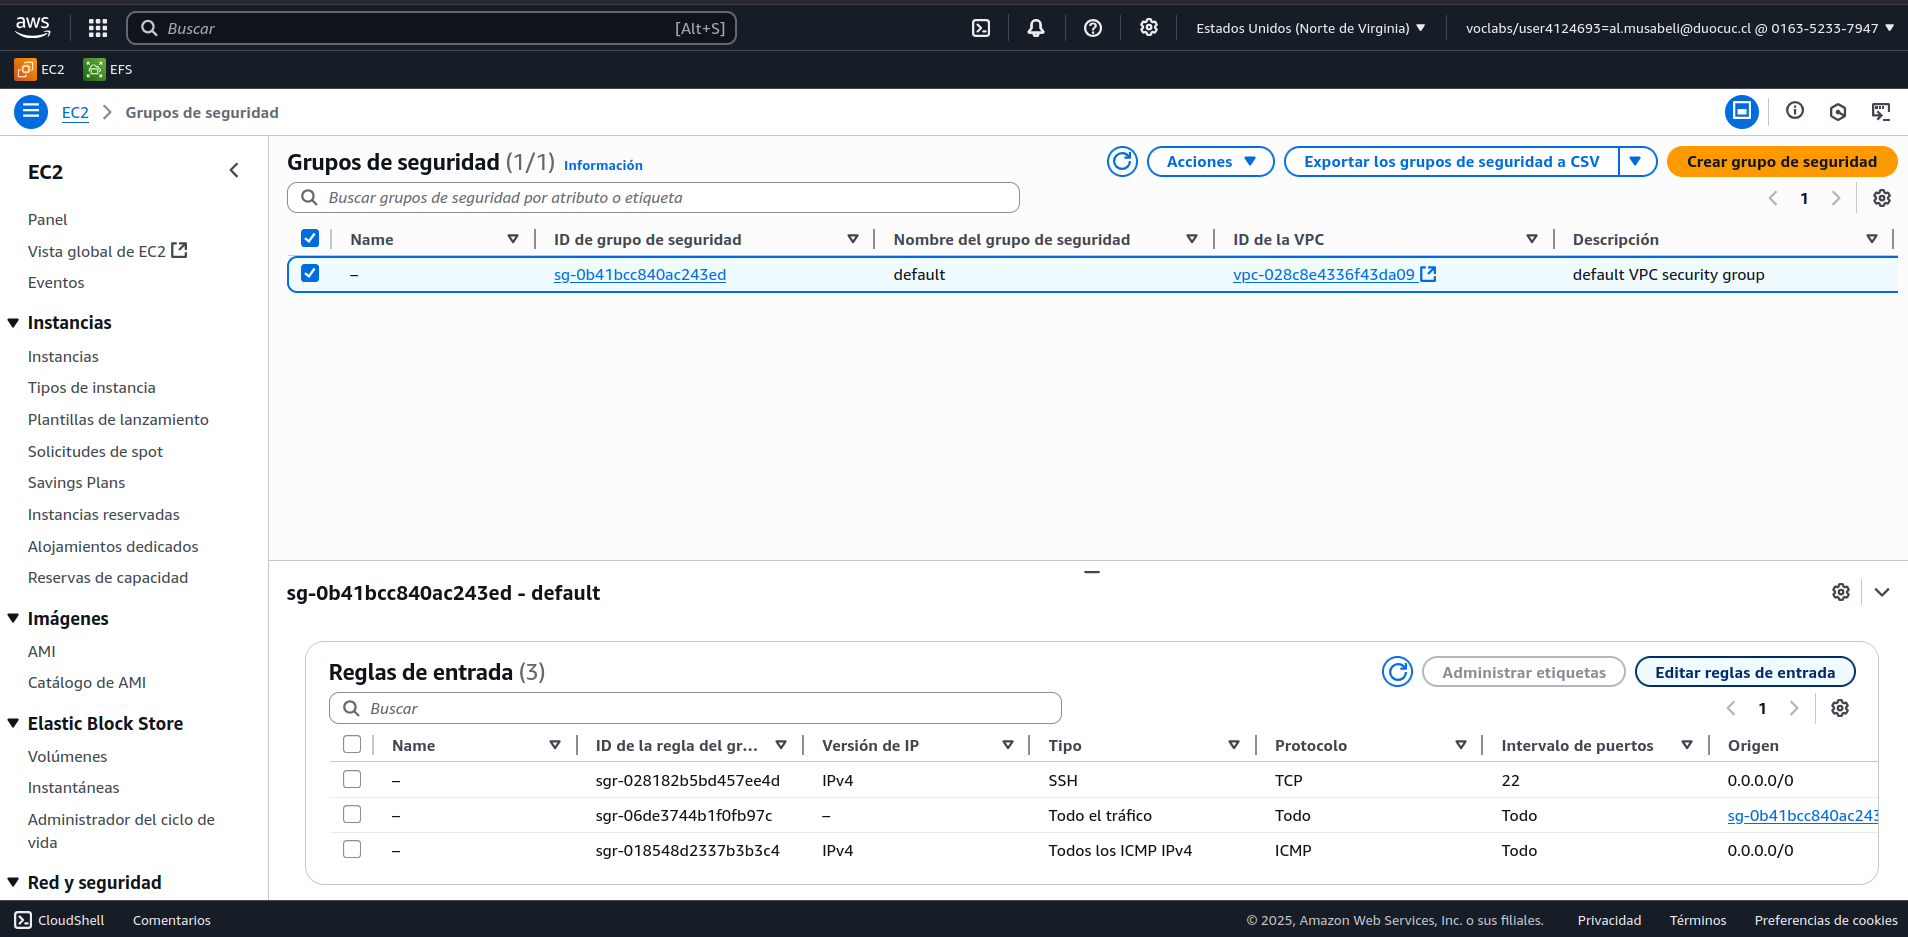 aws
Buscar [Alt+S]
Estados Unidos (Norte de Virginia)
voclabs/user4124693=al.musabeli@duocuc.cl @ 0163-5233-7947
EC2
EFS
EC2 > Grupos de seguridad
EC2
Panel
Vista global de EC2
Eventos
Instancias
Instancias
Tipos de instancia
Plantillas de lanzamiento
Solicitudes de spot
Savings Plans
Instancias reservadas
Alojamientos dedicados
Reservas de capacidad
Imágenes
AMI
Catálogo de AMI
Elastic Block Store
Volúmenes
Instantáneas
Administrador del ciclo de
vida
Red y seguridad
Grupos de seguridad (1/1) Información
Acciones
Exportar los grupos de seguridad a CSV
Crear grupo de seguridad
Buscar grupos de seguridad por atributo o etiqueta
1
Name ID de grupo de seguridad Nombre del grupo de seguridad ID de la VPC Descripción
– sg-0b41bcc840ac243ed default vpc-028c8e4336f43da09 default VPC security group
sg-0b41bcc840ac243ed - default
Reglas de entrada (3)
Administrar etiquetas
Editar reglas de entrada
Buscar
1
Name ID de la regla del gr... Versión de IP Tipo Protocolo Intervalo de puertos Origen
– sgr-028182b5bd457ee4d IPv4 SSH TCP 22 0.0.0.0/0
– sgr-06de3744b1f0fb97c – Todo el tráfico Todo Todo sg-0b41bcc840ac243
– sgr-018548d2337b3b3c4 IPv4 Todos los ICMP IPv4 ICMP Todo 0.0.0.0/0
CloudShell
Comentarios
© 2025, Amazon Web Services, Inc. o sus filiales.
Privacidad
Términos
Preferencias de cookies